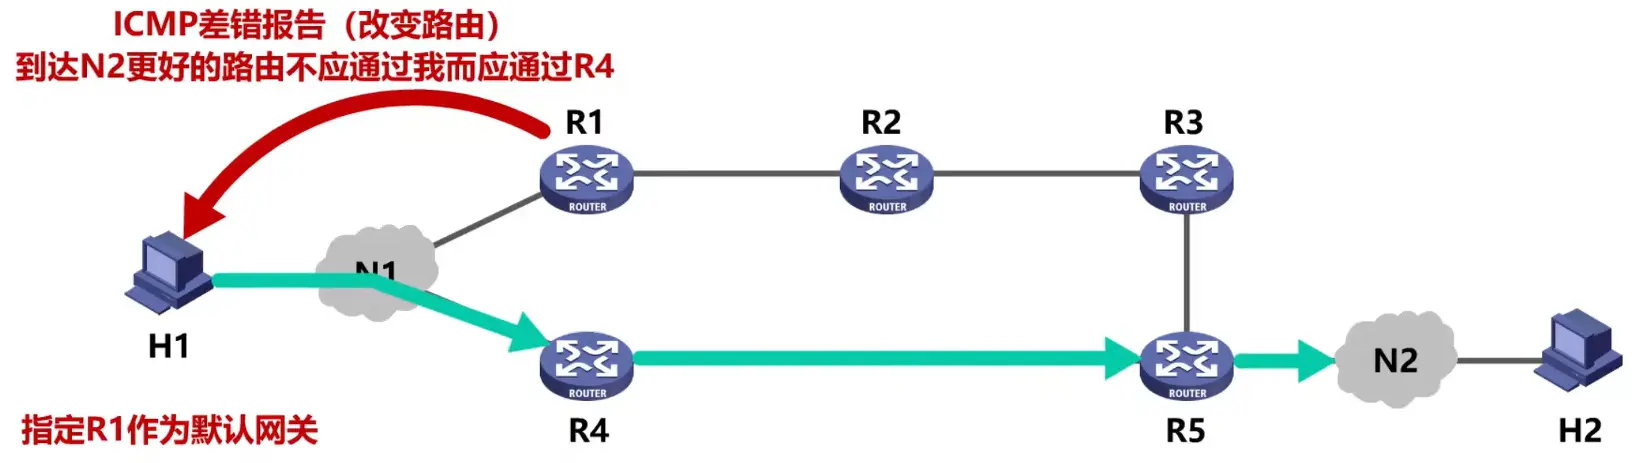 ICMP差错报告（改变路由）
到达N2更好的路由不应通过我而应通过R4
R1
R2
R3
ROUTER
ROUTER
ROUTER
N1
H1
ROUTER
ROUTER
N2
R4
R5
H2
指定R1作为默认网关